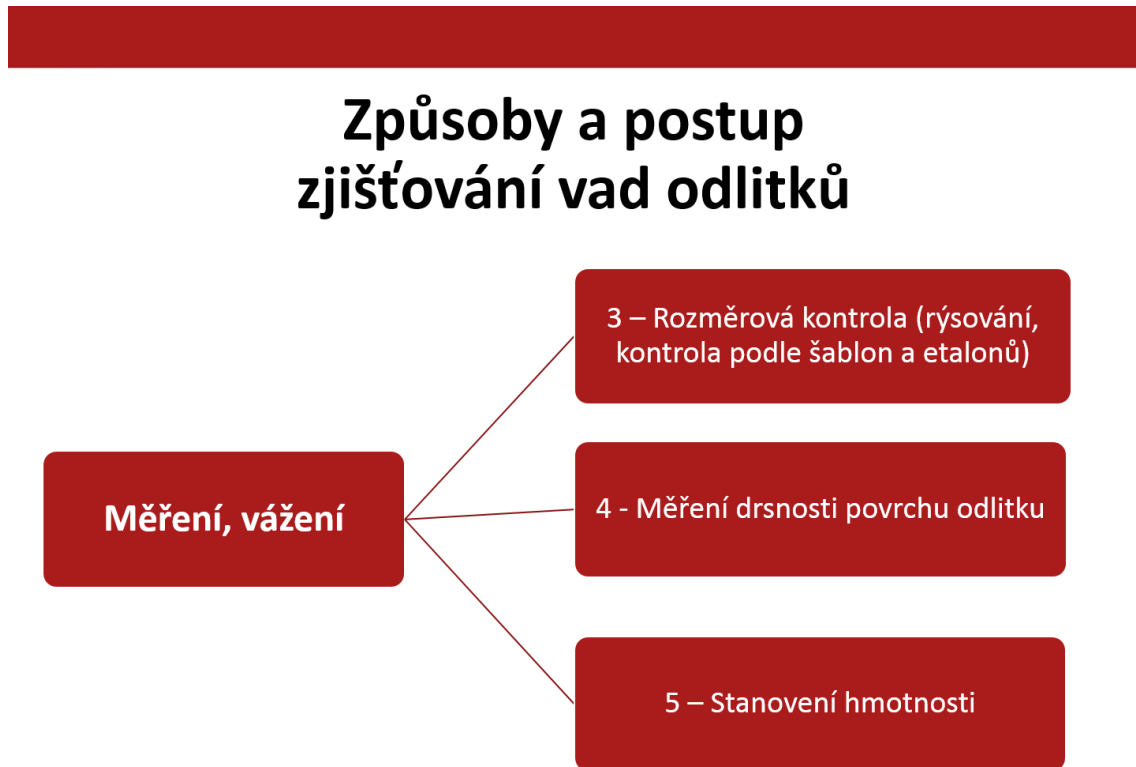 Způsoby a postup
zjišťování vad odlitků
Měření, vážení
3 – Rozměrová kontrola (rýsování,
kontrola podle šablon a etalonů)
4 - Měření drsnosti povrchu odlitku
5 – Stanovení hmotnosti